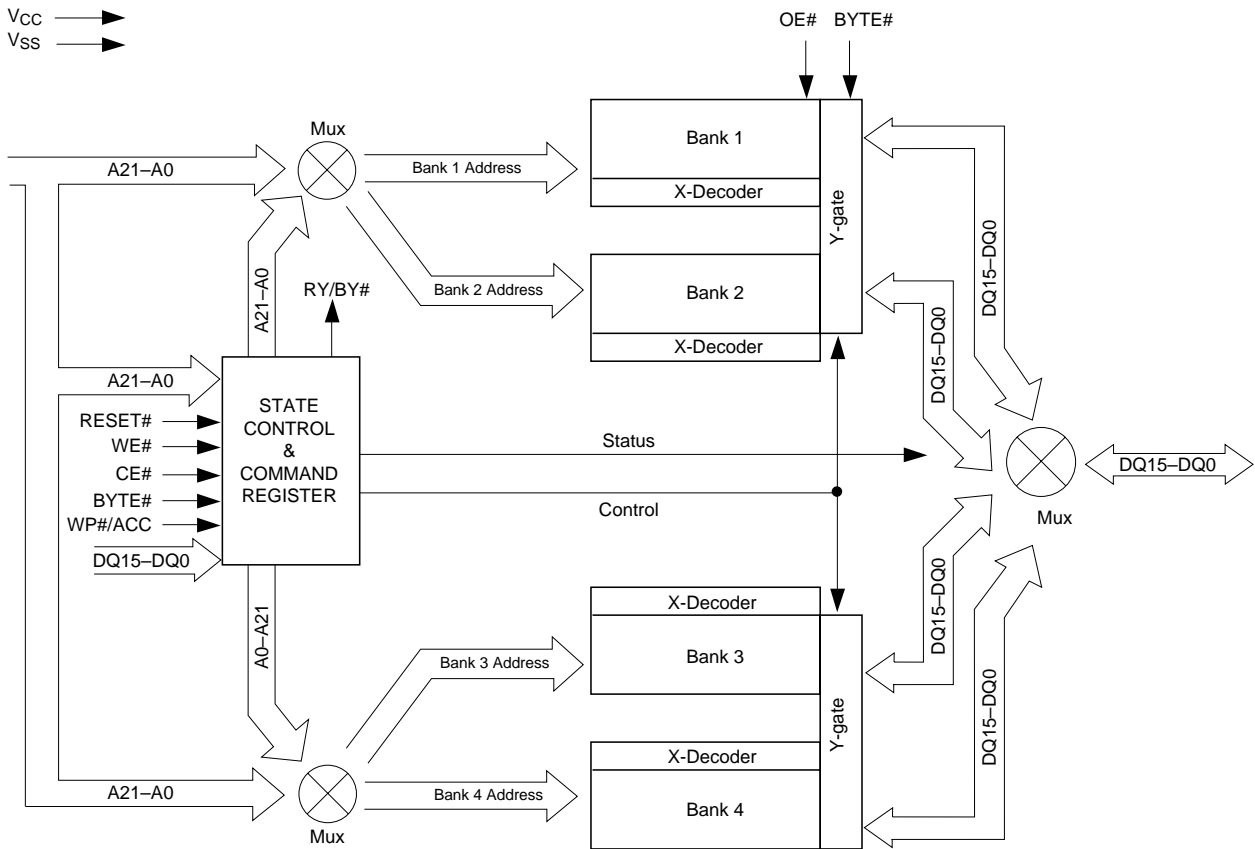 VCC
VSS
OE#
BYTE#
Mux
Bank 1
A21–A0
Bank 1 Address
X-Decoder
Y-gate
Bank 2
Bank 2 Address
X-Decoder
A21–A0
RY/BY#
DQ15–DQ0
DQ15–DQ0
A21–A0
RESET#
WE#
CE#
BYTE#
WP#/ACC
DQ15–DQ0
STATE
CONTROL
&
COMMAND
REGISTER
Status
Control
DQ15–DQ0
Mux
A0–A21
X-Decoder
Bank 3
Bank 3 Address
Y-gate
DQ15–DQ0
DQ15–DQ0
X-Decoder
Bank 4
A21–A0
Bank 4 Address
Mux